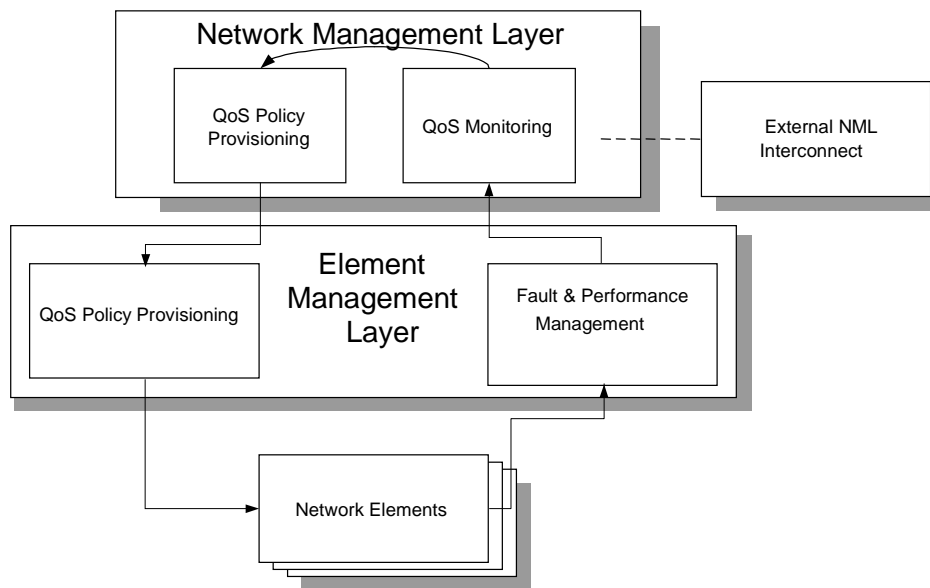 Network Management Layer
QoS Policy
Provisioning
QoS Monitoring
External NML
Interconnect
Element
Management
Layer
QoS Policy Provisioning
Fault & Performance
Management
Network Elements